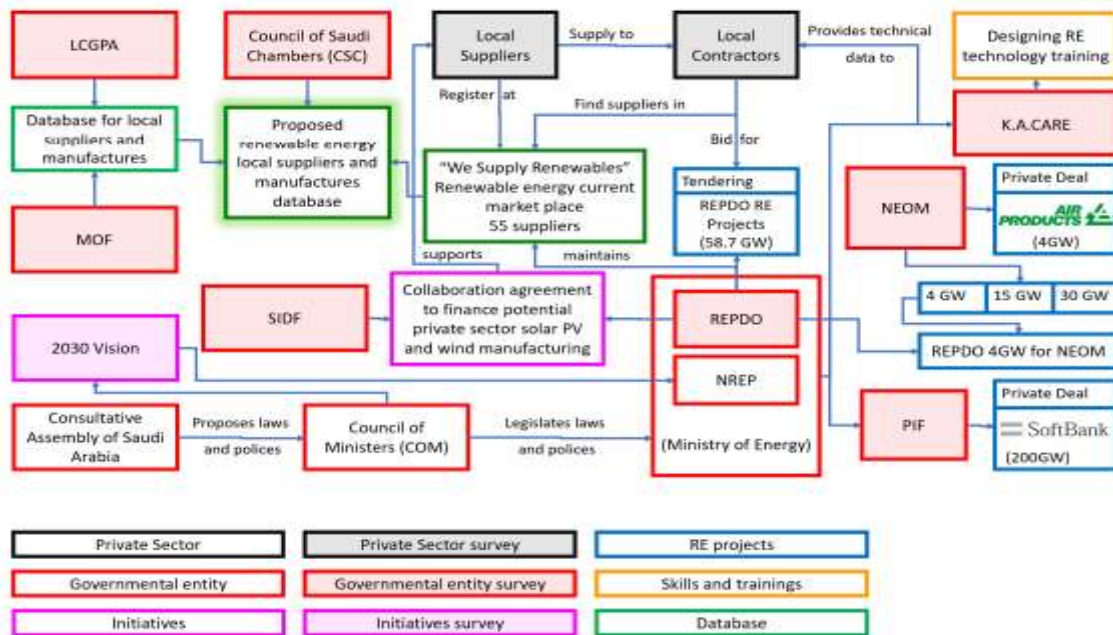 LCGPA
Council of Saudi
Chambers (CSC)
Local
Suppliers
Supply to
Local
Contractors
Provides technical
data to
Designing RE
technology training
Register at
Find suppliers in
Bid for
K.A.CARE
Database for local
suppliers and
manufactures
Proposed
renewable energy
local suppliers and
manufactures
database
"We Supply Renewables"
Renewable energy current
market place
55 suppliers
Tendering
REPDO RE
Projects
(58.7 GW)
NEOM
Private Deal
AIR
PRODUCTS
(4GW)
MOF
supports
maintains
SIDF
Collaboration agreement
to finance potential
private sector solar PV
and wind manufacturing
REPDO
4 GW
15 GW
30 GW
REPDO 4GW for NEOM
2030 Vision
NREP
(Ministry of Energy)
Consultative
Assembly of Saudi
Arabia
Proposes laws
and polices
Council of
Ministers (COM)
Legislates laws
and polices
PIF
Private Deal
SoftBank
(200GW)
Private Sector
Private Sector survey
RE projects
Governmental entity
Governmental entity survey
Skills and trainings
Initiatives
Initiatives survey
Database